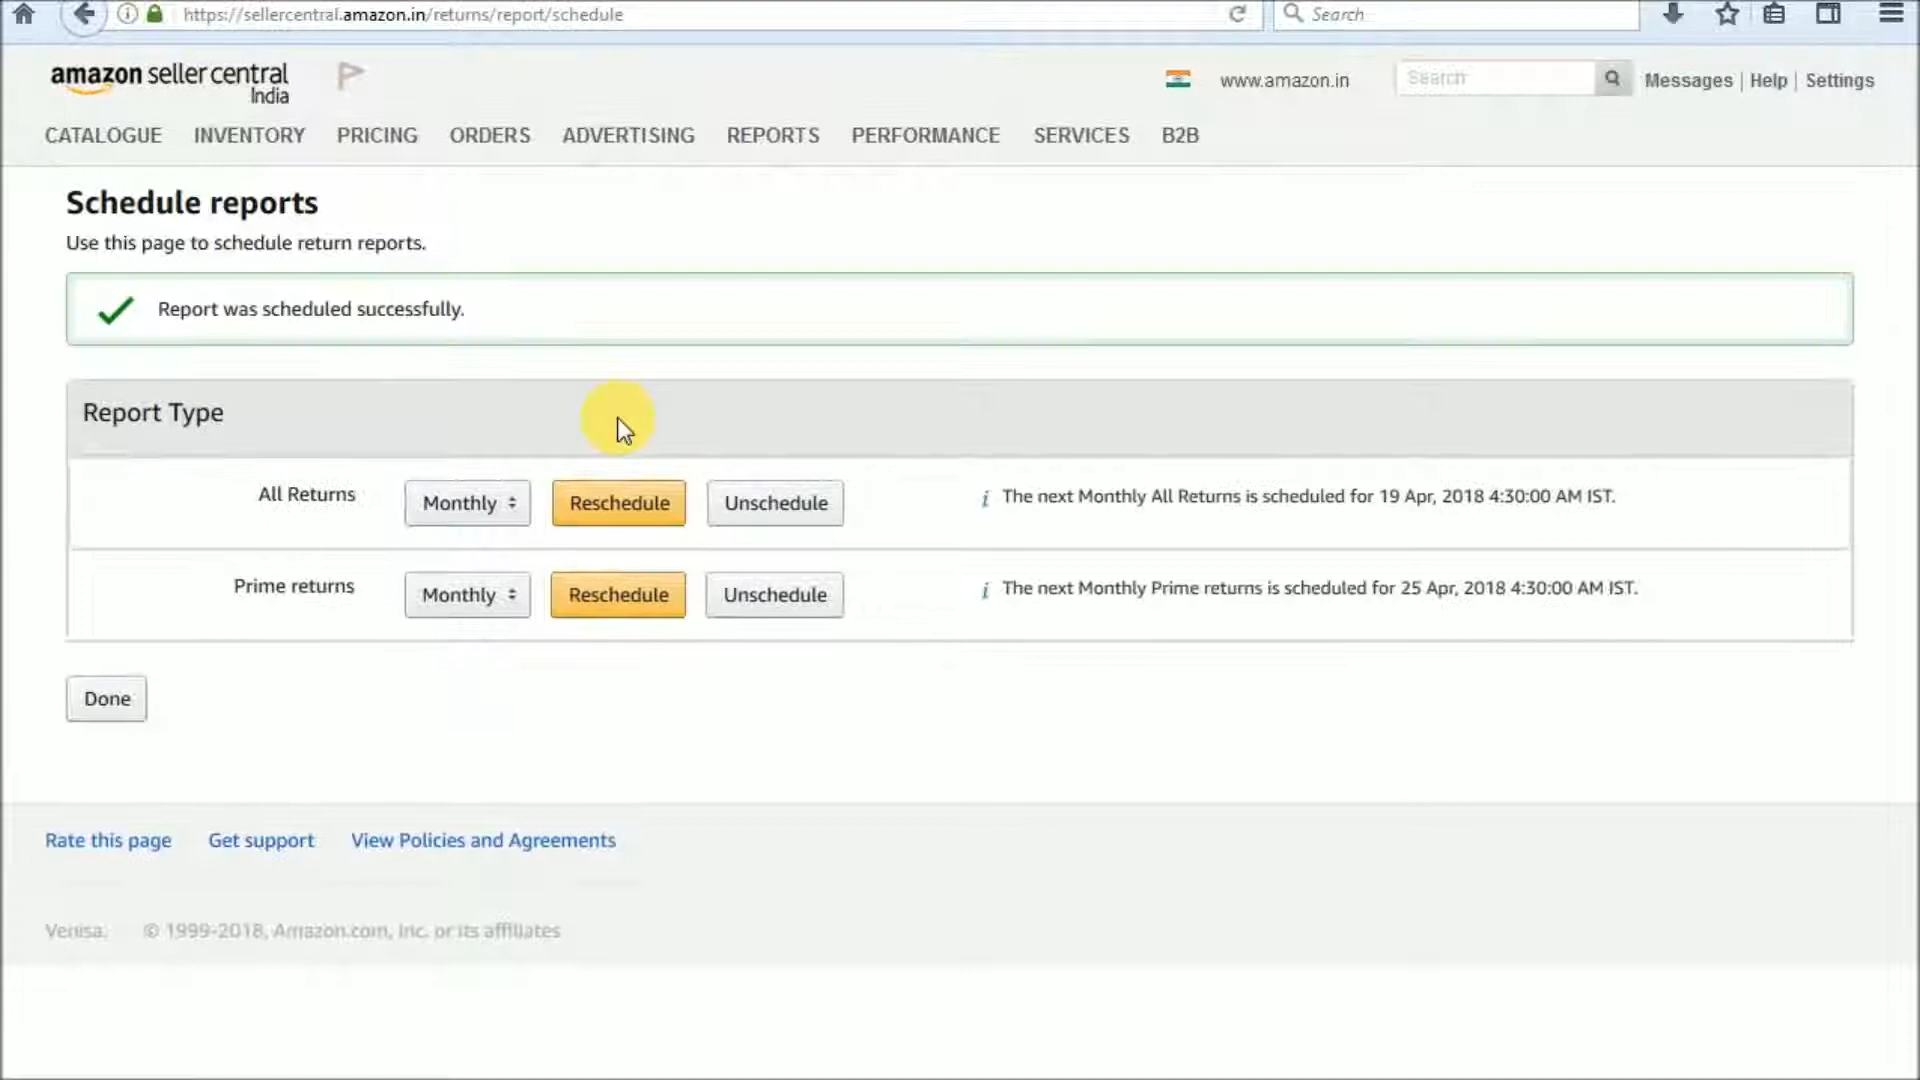 https://sellercentral.amazon.in/returns/report/schedule
Search
amazon seller central
India
www.amazon.in
Search
Messages | Help | Settings
CATALOGUE INVENTORY PRICING ORDERS ADVERTISING REPORTS PERFORMANCE SERVICES B2B
Schedule reports
Use this page to schedule return reports.
Report was scheduled successfully.
Report Type
All Returns Monthly Reschedule Unschedule i The next Monthly All Returns is scheduled for 19 Apr, 2018 4:30:00 AM IST.
Prime returns Monthly Reschedule Unschedule i The next Monthly Prime returns is scheduled for 25 Apr, 2018 4:30:00 AM IST.
Done
Rate this page Get support View Policies and Agreements
Venisa. © 1999-2018, Amazon.com, Inc. or its affiliates